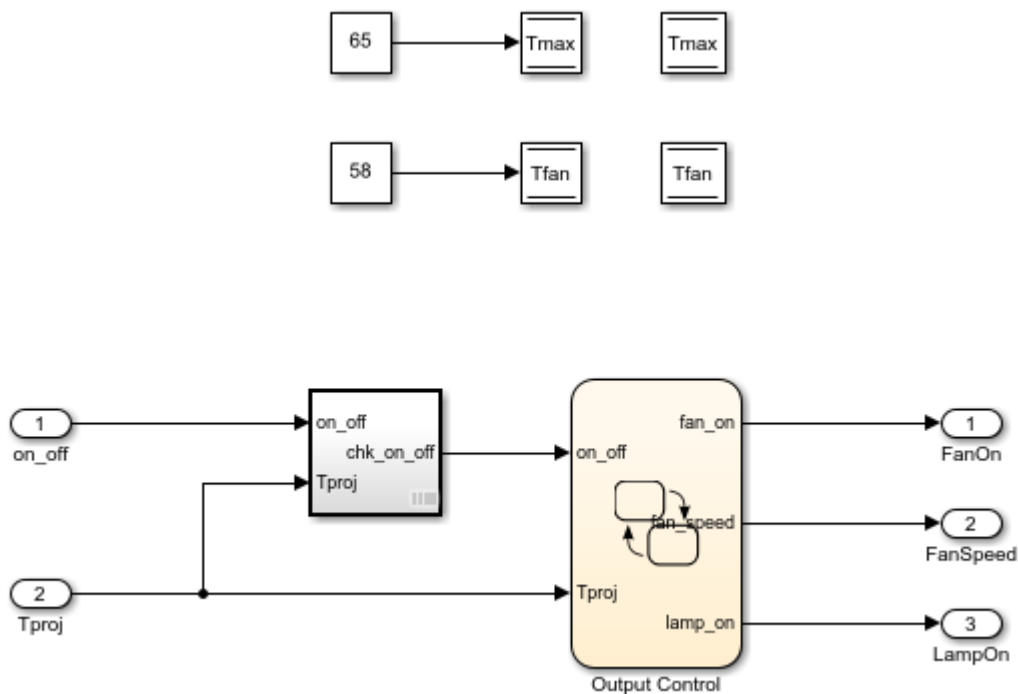 65
Tmax
Tmax
58
Tfan
Tfan
1
on_off
on_off
chk_on_off
Tproj
2
Tproj
on_off
Tproj
fan_on
fan_speed
lamp_on
Output Control
1
FanOn
2
FanSpeed
3
LampOn